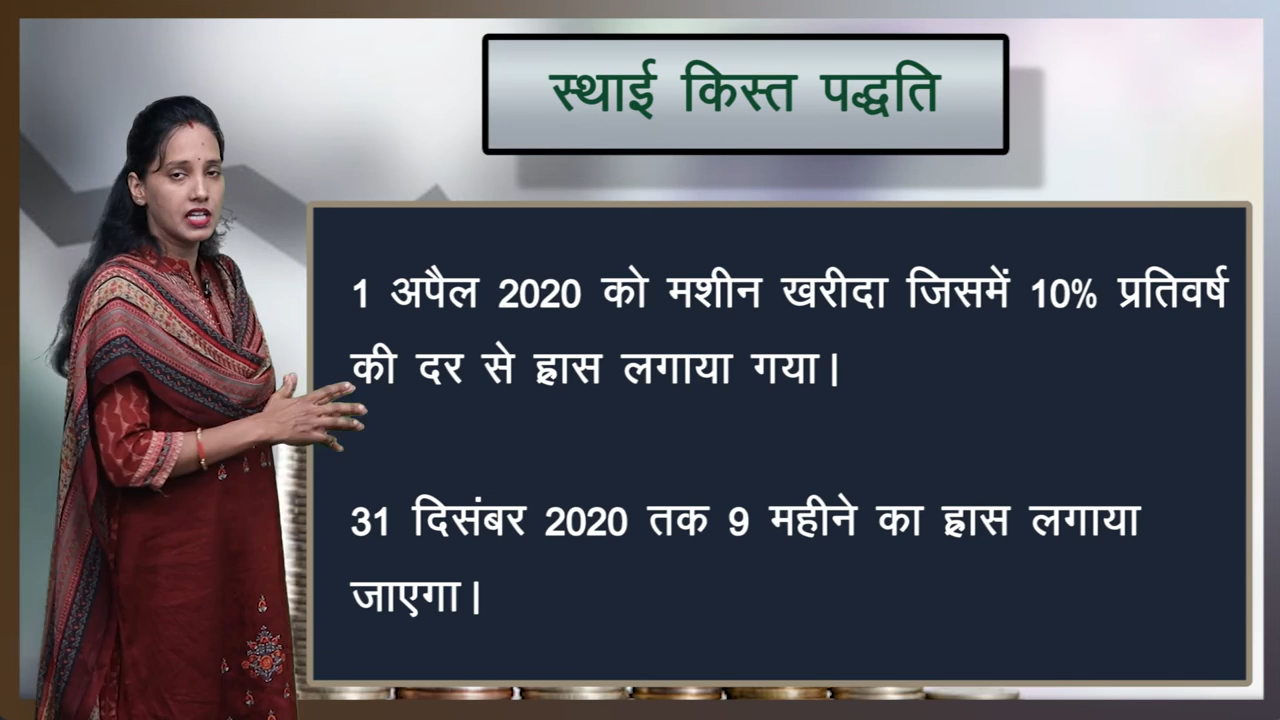 स्थाई किस्त पद्धति
1 अपैल 2020 को मशीन खरीदा जिसमें 10% प्रतिवर्ष
की दर से ह्रास लगाया गया।
31 दिसंबर 2020 तक 9 महीने का ह्रास लगाया
जाएगा।